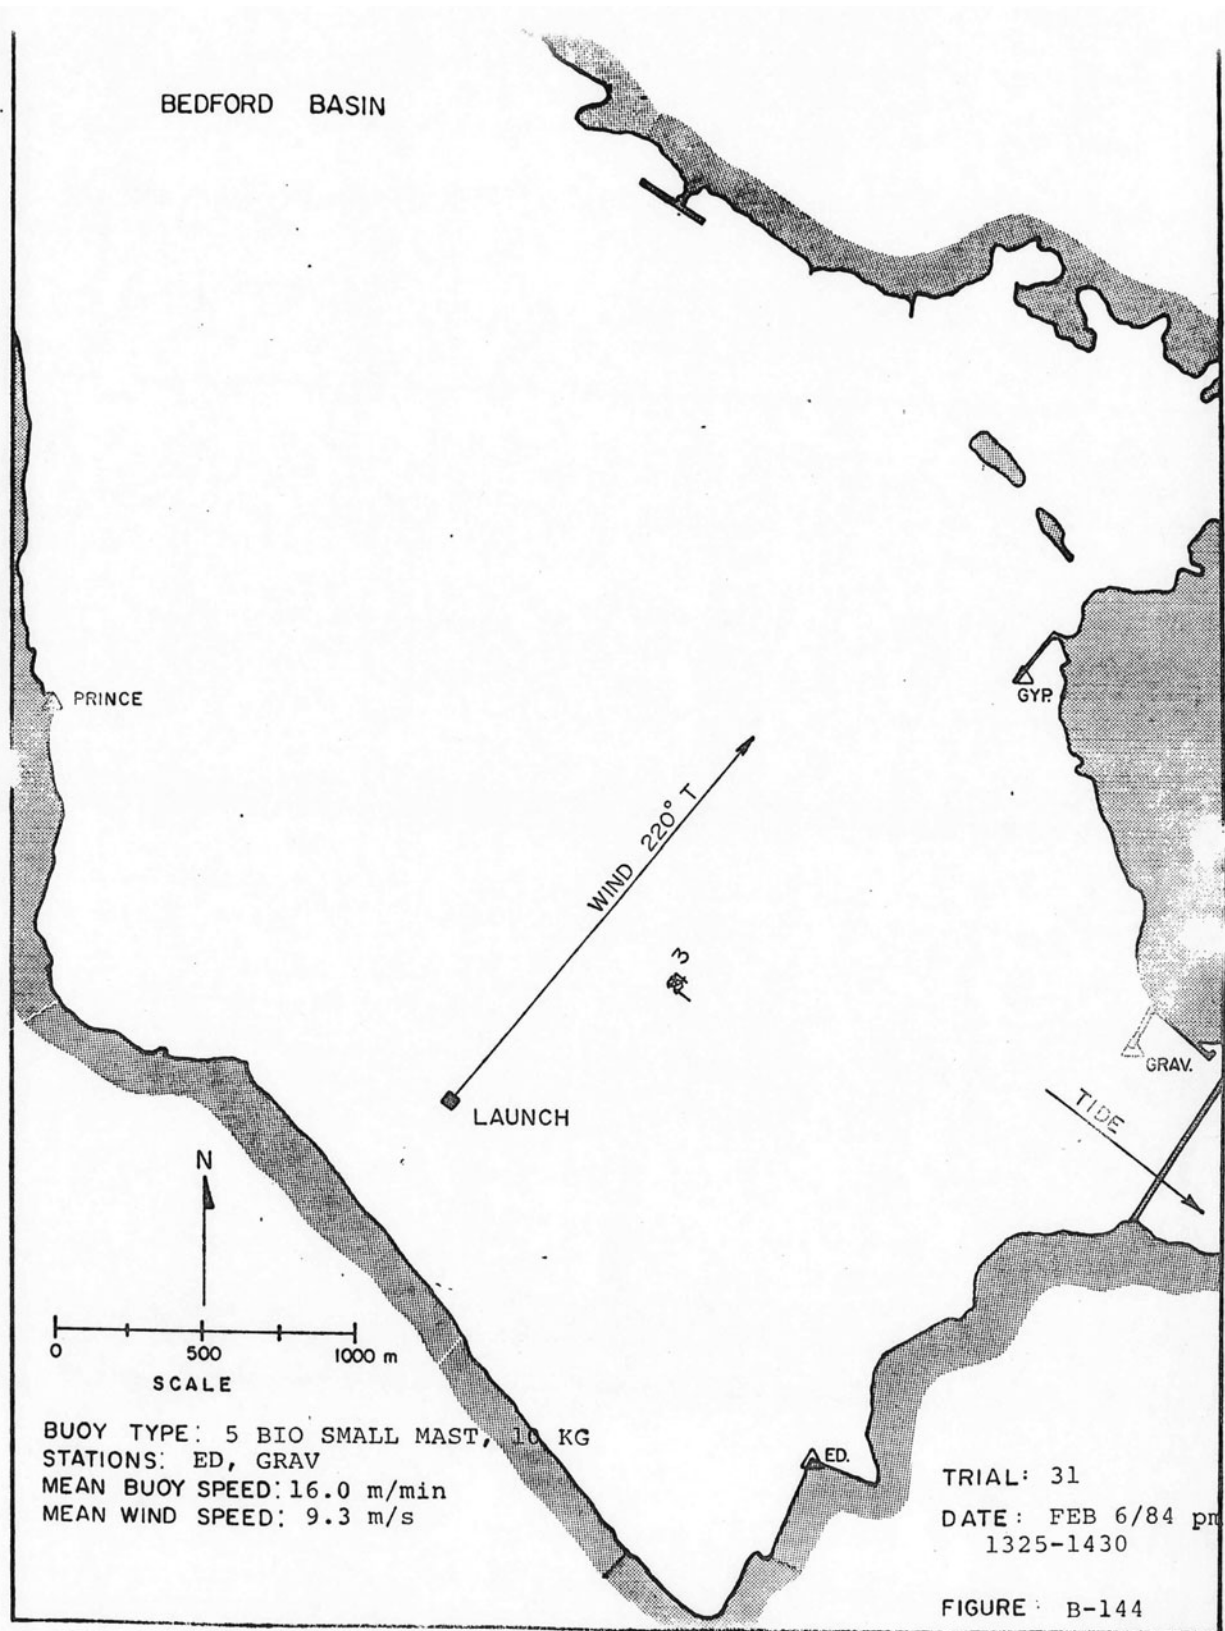 BEDFORD BASIN
PRINCE
GYP.
WIND 220° T
3
GRAV.
LAUNCH
TIDE
N
0 500 1000 m
SCALE
BUOY TYPE: 5 BIO SMALL MAST, 10 KG
STATIONS: ED, GRAV
MEAN BUOY SPEED: 16.0 m/min
MEAN WIND SPEED: 9.3 m/s
ED.
TRIAL: 31
DATE: FEB 6/84 pm
1325-1430
FIGURE: B-144